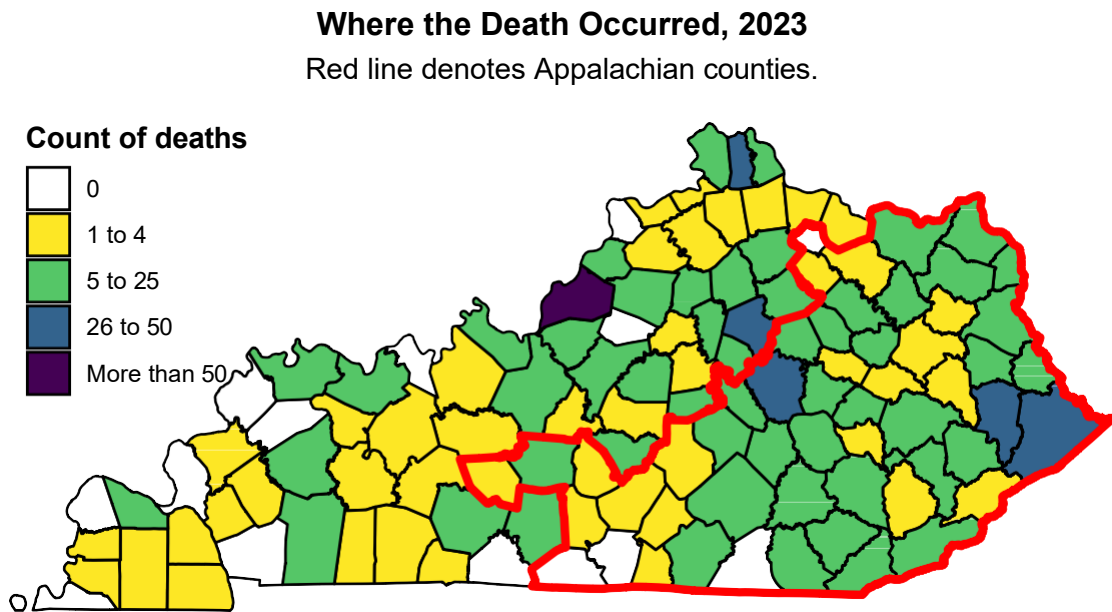 Where the Death Occurred, 2023
Red line denotes Appalachian counties.
Count of deaths
0
1 to 4
5 to 25
26 to 50
More than 50